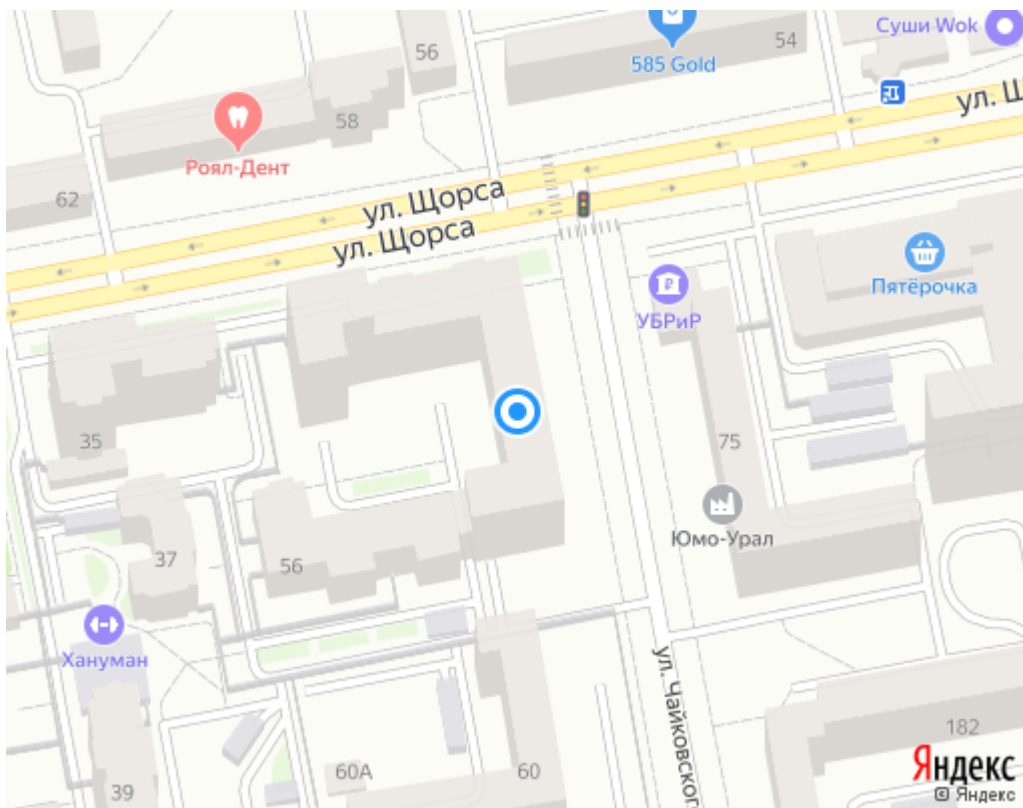 Суши Wok
56
54
585 Gold
ул. Щ
58
Роял-Дент
62
ул. Щорса
ул. Щорса
Пятёрочка
₽
УБРиР
35
75
Юмо-Урал
37
56
Хануман
ул. Чайковског
182
60А
60
39
Яндекс
© Яндекс